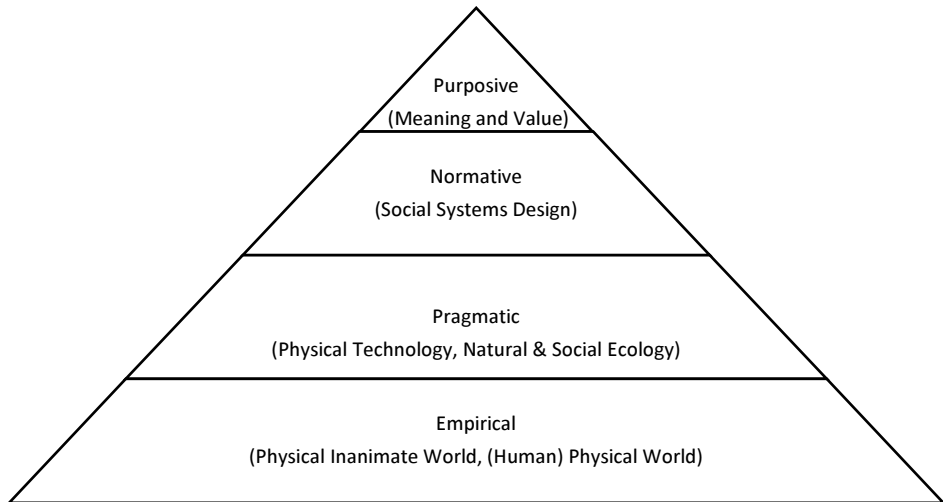 Purposive
(Meaning and Value)
Normative
(Social Systems Design)
Pragmatic
(Physical Technology, Natural & Social Ecology)
Empirical
(Physical Inanimate World, (Human) Physical World)